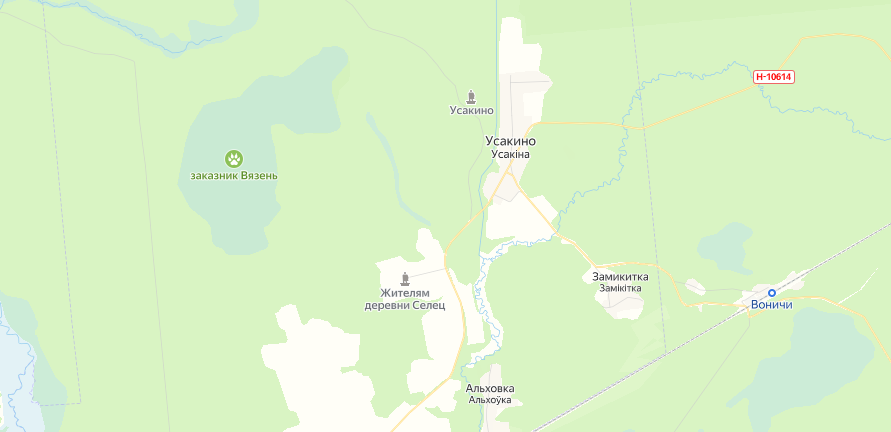 Н-10614
Усакино
Усакино
Усакіна
заказник Вязень
Замикитка
Замікітка
Жителям
деревни Селец
Воничи
Альховка
Альхоўка